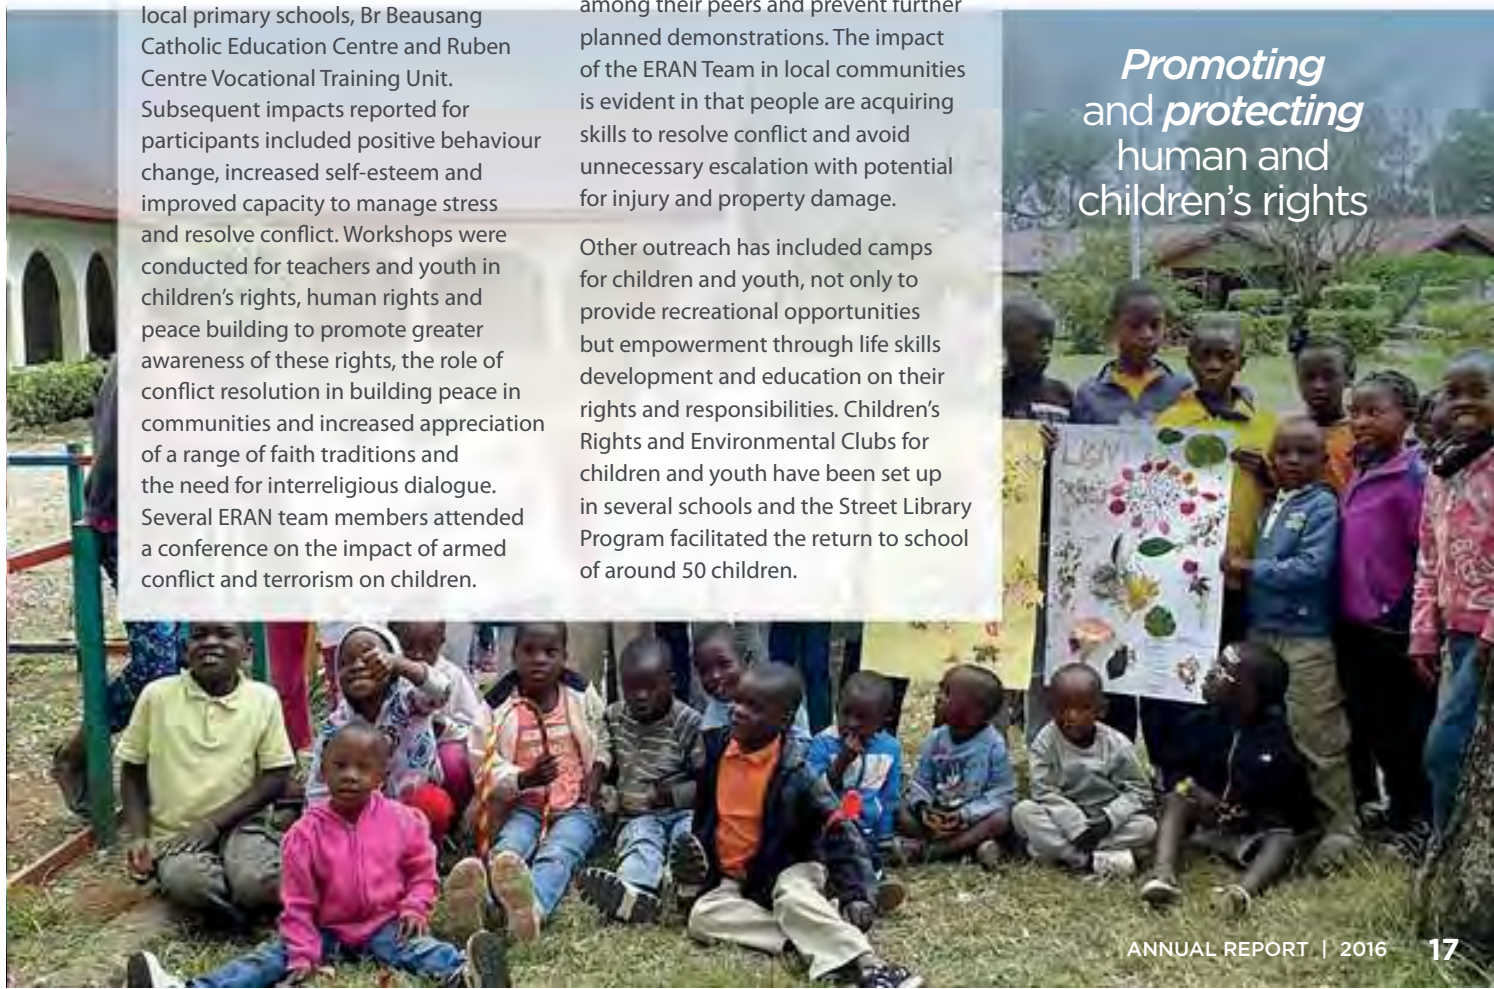 local primary schools, Br Beausang
Catholic Education Centre and Ruben
Centre Vocational Training Unit.
Subsequent impacts reported for
participants included positive behaviour
change, increased self-esteem and
improved capacity to manage stress
and resolve conflict. Workshops were
conducted for teachers and youth in
children’s rights, human rights and
peace building to promote greater
awareness of these rights, the role of
conflict resolution in building peace in
communities and increased appreciation
of a range of faith traditions and
the need for interreligious dialogue.
Several ERAN team members attended
a conference on the impact of armed
conflict and terrorism on children.
among their peers and prevent further
planned demonstrations. The impact
of the ERAN Team in local communities
is evident in that people are acquiring
skills to resolve conflict and avoid
unnecessary escalation with potential
for injury and property damage.
Other outreach has included camps
for children and youth, not only to
provide recreational opportunities
but empowerment through life skills
development and education on their
rights and responsibilities. Children’s
Rights and Environmental Clubs for
children and youth have been set up
in several schools and the Street Library
Program facilitated the return to school
of around 50 children.
Promoting
and protecting
human and
children’s rights
ANNUAL REPORT | 2016 17